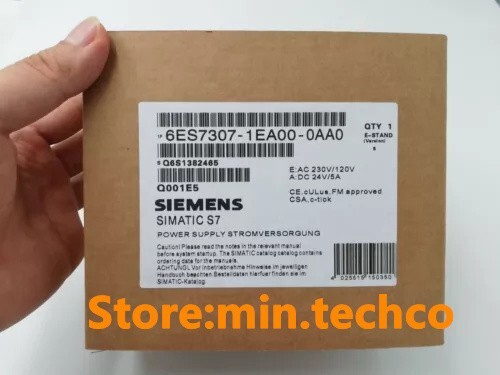 1P 6ES7307-1EA00-0AA0
QTY 1
E-STAND
(Version)
S Q6S1382465
E:AC 230V/120V
A:DC 24V/5A
Q001E5
CE,cULus,FM approved
CSA,c-tick
SIEMENS
SIMATIC S7
POWER SUPPLY STROMVERSORGUNG
Caution! Please read the notes in the relevant manual
before system startup. The SIMATIC catalog catalog contains
ordering data for the manuals.
ACHTUNG! Vor Inbetriebnahme Hinweise im jeweiligen
Handbuch beachten. Bestelldaten hierfuer finden sie im
SIMATIC-Katalog.
Store:min.techco